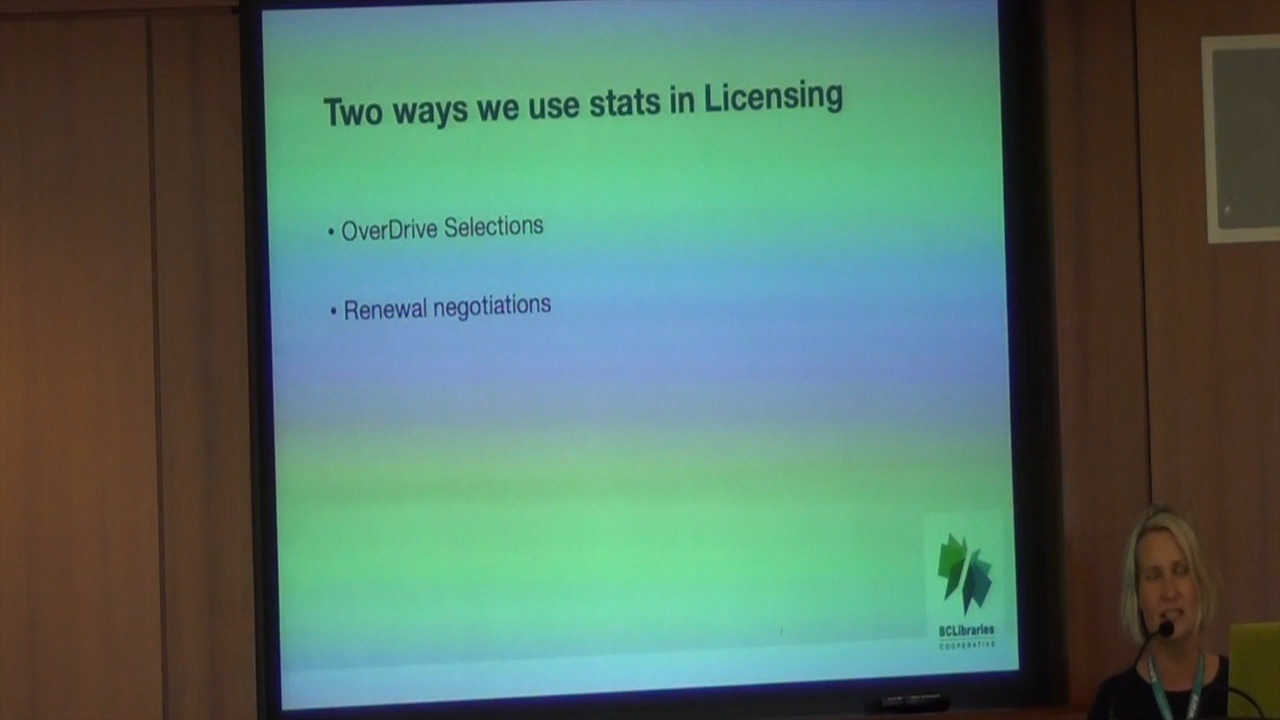 Two ways we use stats in Licensing
• OverDrive Selections
• Renewal negotiations
BCLibraries
COOPERATIVE